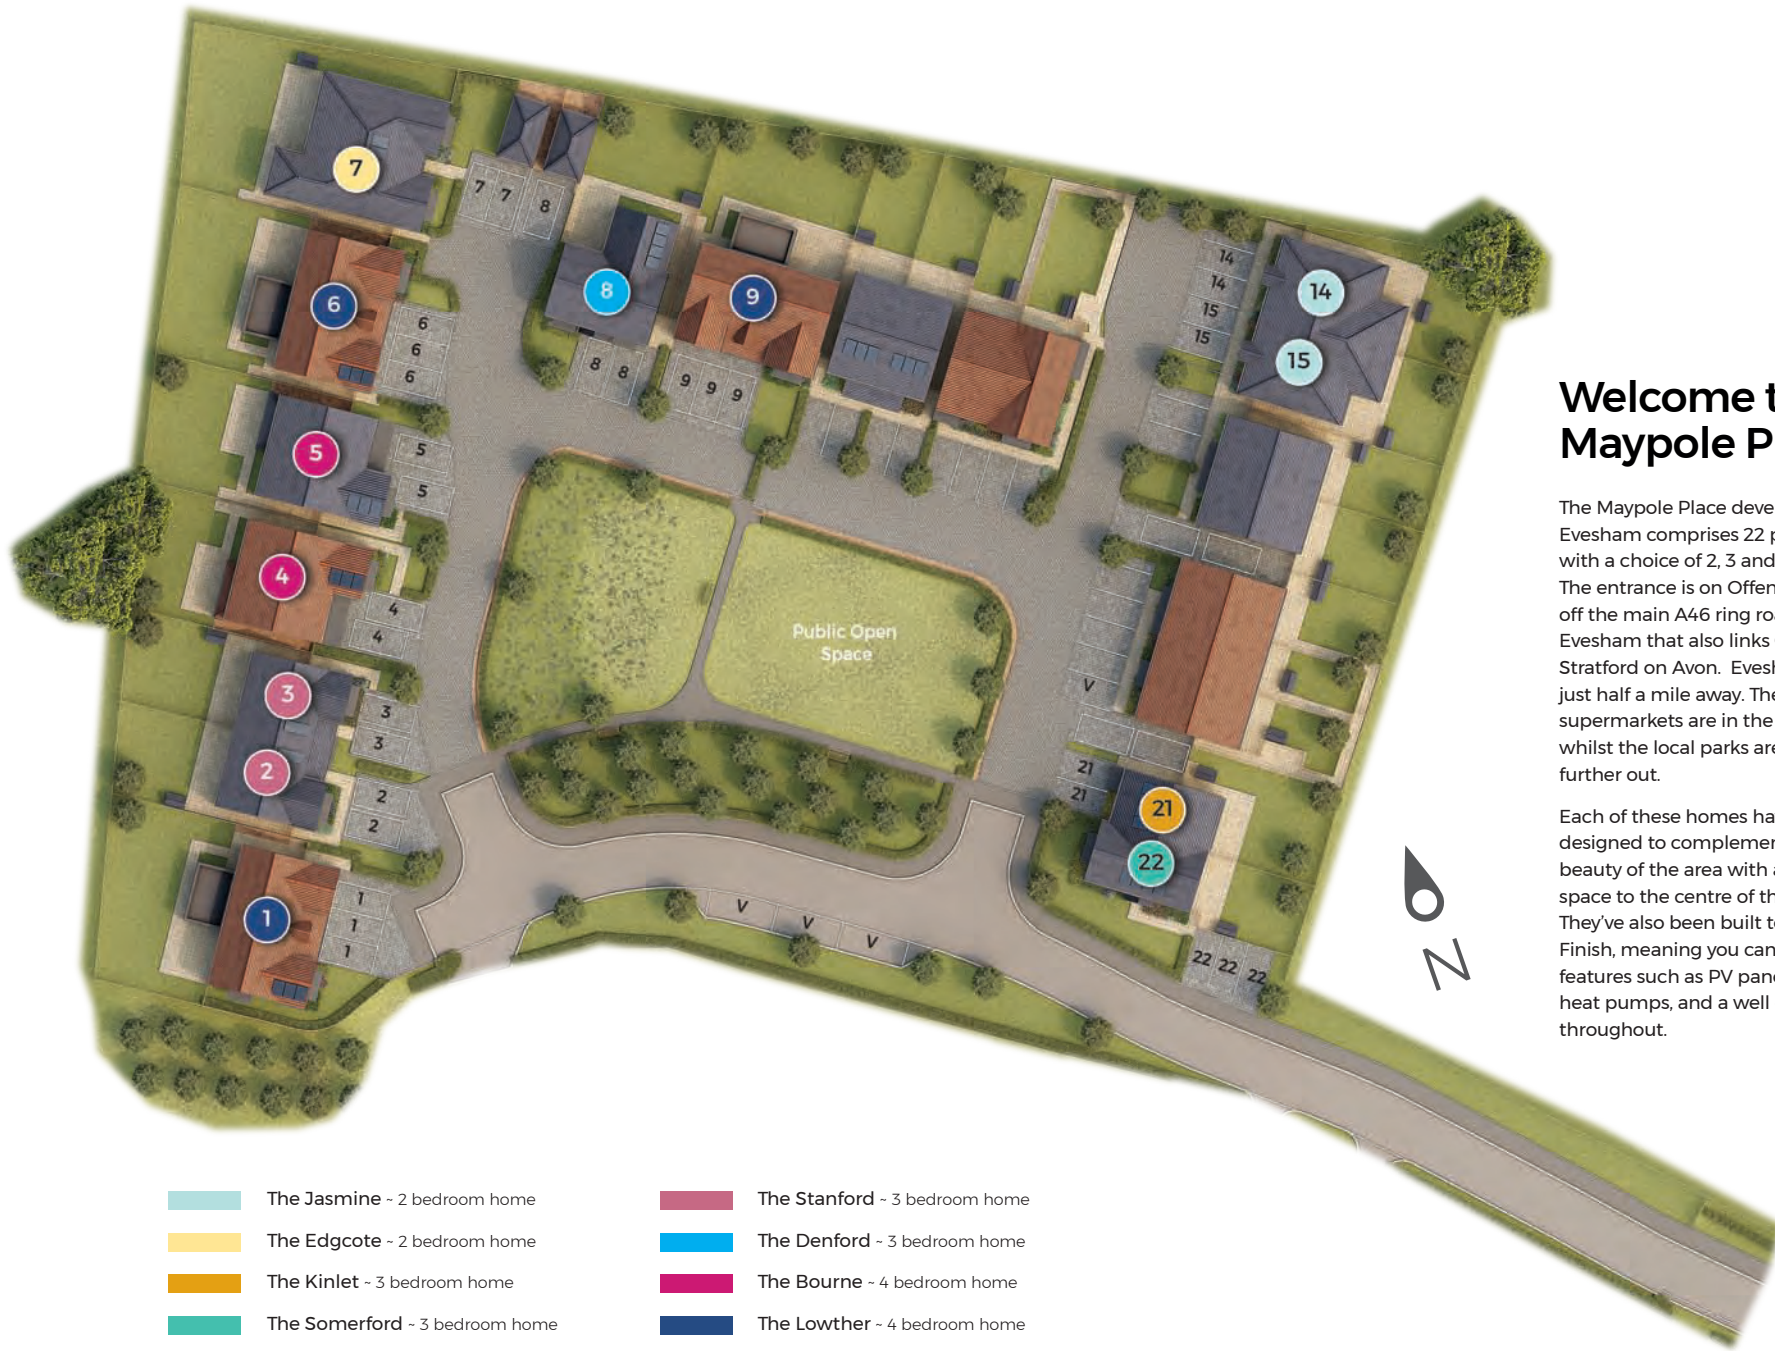 7
7 7 8
6
8
9
14
14
15
15
14
15
6
6
6
8 8
9 9 9
5
5
5
4
4
4
Public Open
Space
V
3
3
3
2
2
2
21
21
21
22
1
1
1
1
V V V
22 22 22
N
Welcome t
Maypole P
The Maypole Place deve
Evesham comprises 22 p
with a choice of 2, 3 and
The entrance is on Offen
off the main A46 ring ro
Evesham that also links
Stratford on Avon. Evesh
just half a mile away. The
supermarkets are in the
whilst the local parks are
further out.
Each of these homes ha
designed to complemen
beauty of the area with a
space to the centre of th
They've also been built t
Finish, meaning you can
features such as PV pan
heat pumps, and a well
throughout.
The Jasmine ~ 2 bedroom home
The Edgcote ~ 2 bedroom home
The Kinlet ~ 3 bedroom home
The Somerford ~ 3 bedroom home
The Stanford ~ 3 bedroom home
The Denford ~ 3 bedroom home
The Bourne ~ 4 bedroom home
The Lowther ~ 4 bedroom home